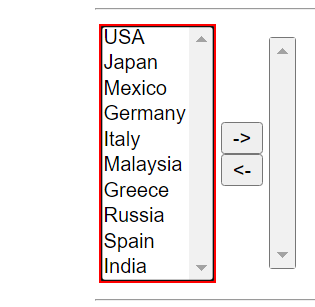 USA
Japan
Mexico
Germany
Italy
Malaysia
Greece
Russia
Spain
India
->
<-